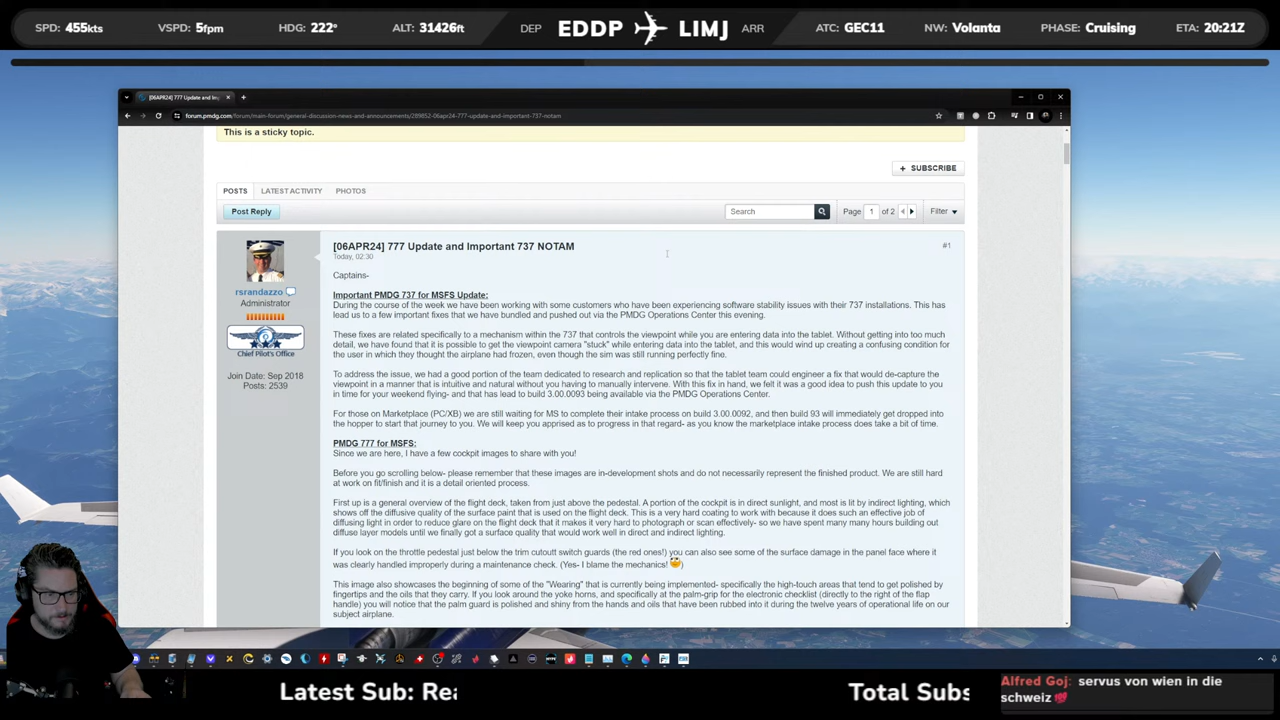 SPD: 455kts VSPD: 5fpm HDG: 222° ALT: 31426ft DEP EDDP LIMJ ARR ATC: GEC11 NW: Volanta PHASE: Cruising ETA: 20:21Z
[06APR24] 777 Update and Im
forum.pmdg.com/forum/main-forum/general-discussion-news-and-announcements/289852-06apr24-777-update-and-important-737-notam
This is a sticky topic.
+ SUBSCRIBE
POSTS LATEST ACTIVITY PHOTOS
Post Reply Search Page 1 of 2 Filter
[06APR24] 777 Update and Important 737 NOTAM #1
Today, 02:30
rsrandazzo
Administrator
Chief Pilot's Office
Join Date: Sep 2018
Posts: 2539
Captains-
Important PMDG 737 for MSFS Update:
During the course of the week we have been working with some customers who have been experiencing software stability issues with their 737 installations. This has
lead us to a few important fixes that we have bundled and pushed out via the PMDG Operations Center this evening.
These fixes are related specifically to a mechanism within the 737 that controls the viewpoint while you are entering data into the tablet. Without getting into too much
detail, we have found that it is possible to get the viewpoint camera "stuck" while entering data into the tablet, and this would wind up creating a confusing condition for
the user in which they thought the airplane had frozen, even though the sim was still running perfectly fine.
To address the issue, we had a good portion of the team dedicated to research and replication so that the tablet team could engineer a fix that would de-capture the
viewpoint in a manner that is intuitive and natural without you having to manually intervene. With this fix in hand, we felt it was a good idea to push this update to you
in time for your weekend flying- and that has lead to build 3.00.0093 being available via the PMDG Operations Center.
For those on Marketplace (PC/XB) we are still waiting for MS to complete their intake process on build 3.00.0092, and then build 93 will immediately get dropped into
the hopper to start that journey to you. We will keep you apprised as to progress in that regard- as you know the marketplace intake process does take a bit of time.
PMDG 777 for MSFS:
Since we are here, I have a few cockpit images to share with you!
Before you go scrolling below- please remember that these images are in-development shots and do not necessarily represent the finished product. We are still hard
at work on fit/finish and it is a detail oriented process.
First up is a general overview of the flight deck, taken from just above the pedestal. A portion of the cockpit is in direct sunlight, and most is lit by indirect lighting, which
shows off the diffusive quality of the surface paint that is used on the flight deck. This is a very hard coating to work with because it does such an effective job of
diffusing light in order to reduce glare on the flight deck that it makes it very hard to photograph or scan effectively- so we have spent many many hours building out
diffuse layer models until we finally got a surface quality that would work well in direct and indirect lighting.
If you look on the throttle pedestal just below the trim cutoutt switch guards (the red ones!) you can also see some of the surface damage in the panel face where it
was clearly handled improperly during a maintenance check. (Yes- I blame the mechanics! )
This image also showcases the beginning of some of the "Wearing" that is currently being implemented- specifically the high-touch areas that tend to get polished by
fingertips and the oils that they carry. If you look around the yoke horns, and specifically at the palm-grip for the electronic checklist (directly to the right of the flap
handle) you will notice that the palm guard is polished and shiny from the hands and oils that have been rubbed into it during the twelve years of operational life on our
subject airplane.
Latest Sub: Rea
Total Subs
Alfred Goj: servus von wien in die
schweiz 💯